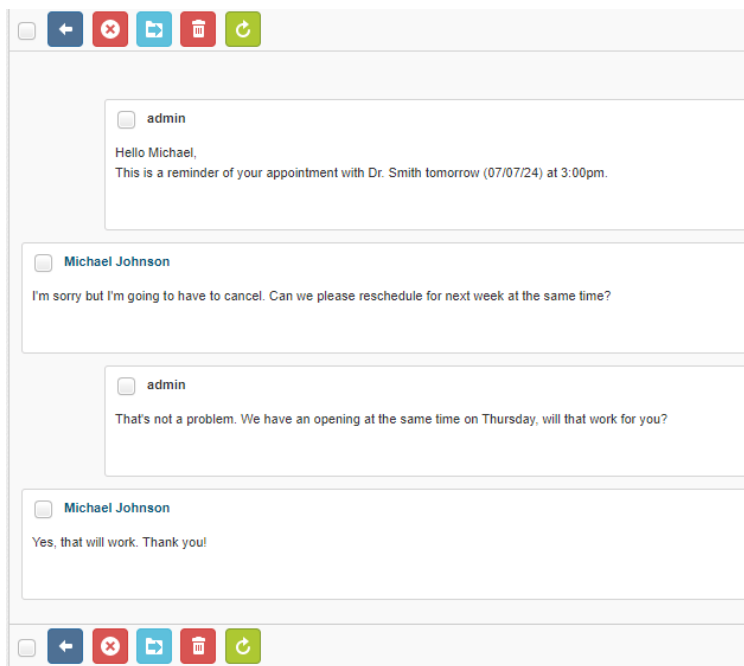 admin
Hello Michael,
This is a reminder of your appointment with Dr. Smith tomorrow (07/07/24) at 3:00pm.
Michael Johnson
I'm sorry but I'm going to have to cancel. Can we please reschedule for next week at the same time?
admin
That's not a problem. We have an opening at the same time on Thursday, will that work for you?
Michael Johnson
Yes, that will work. Thank you!